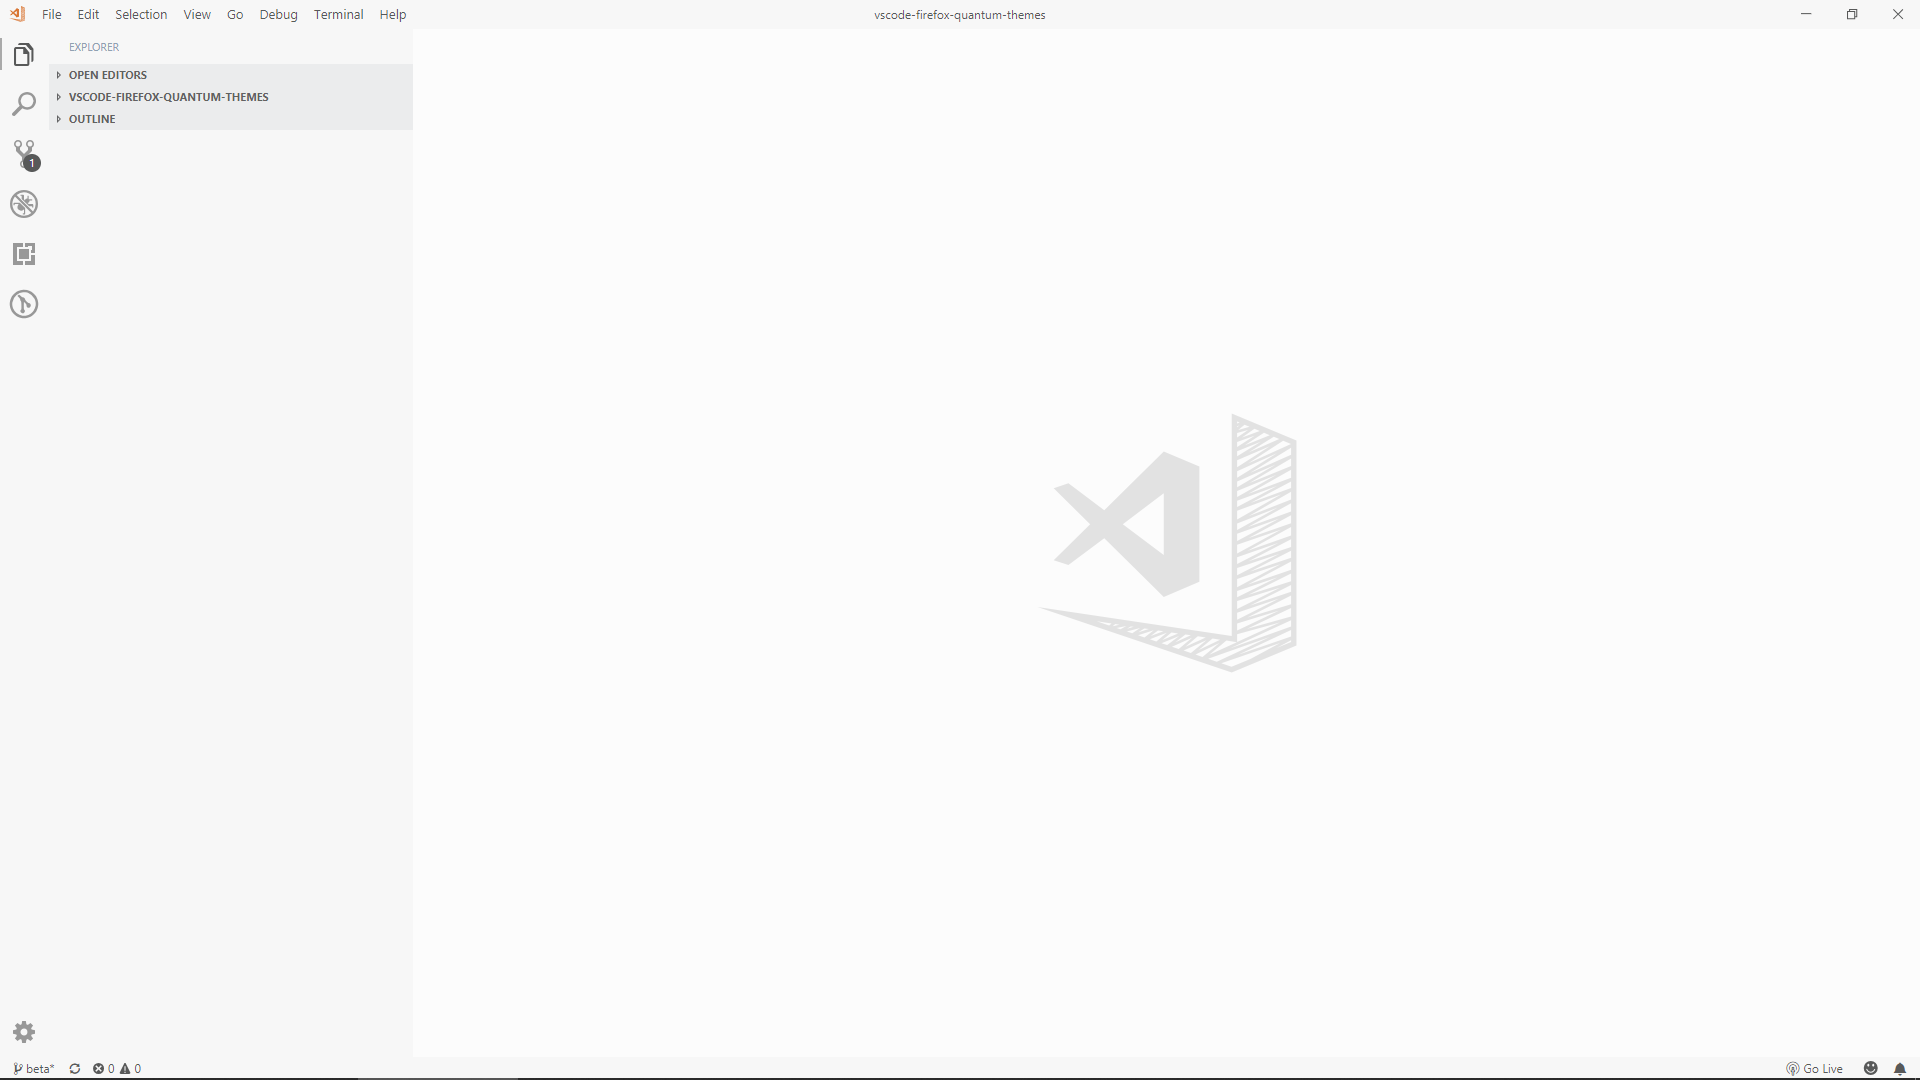 File Edit Selection View Go Debug Terminal Help
vscode-firefox-quantum-themes
EXPLORER
OPEN EDITORS
VSCODE-FIREFOX-QUANTUM-THEMES
OUTLINE
1
beta* 0 0
Go Live